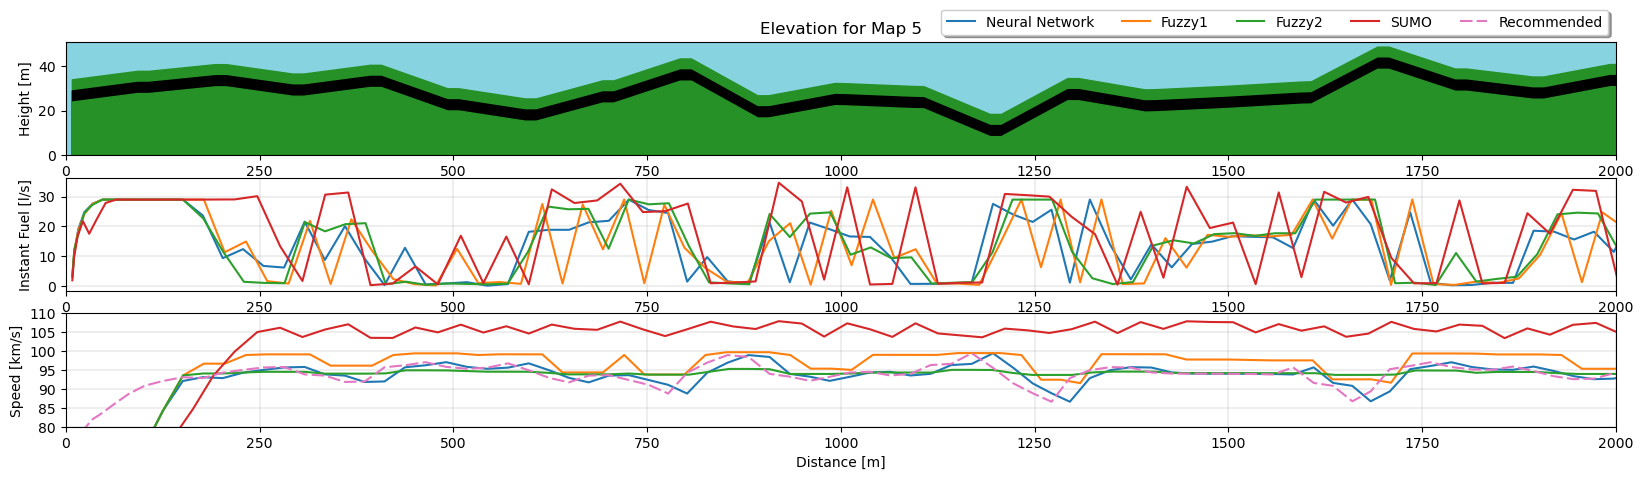 Elevation for Map 5
Neural Network Fuzzy1 Fuzzy2 SUMO Recommended
Height [m]
40
20
0
0 250 500 750 1000 1250 1500 1750 2000
Instant Fuel [l/s]
30
20
10
0
0 250 500 750 1000 1250 1500 1750 2000
Speed [km/s]
110
105
100
95
90
85
80
0 250 500 750 1000 1250 1500 1750 2000
Distance [m]